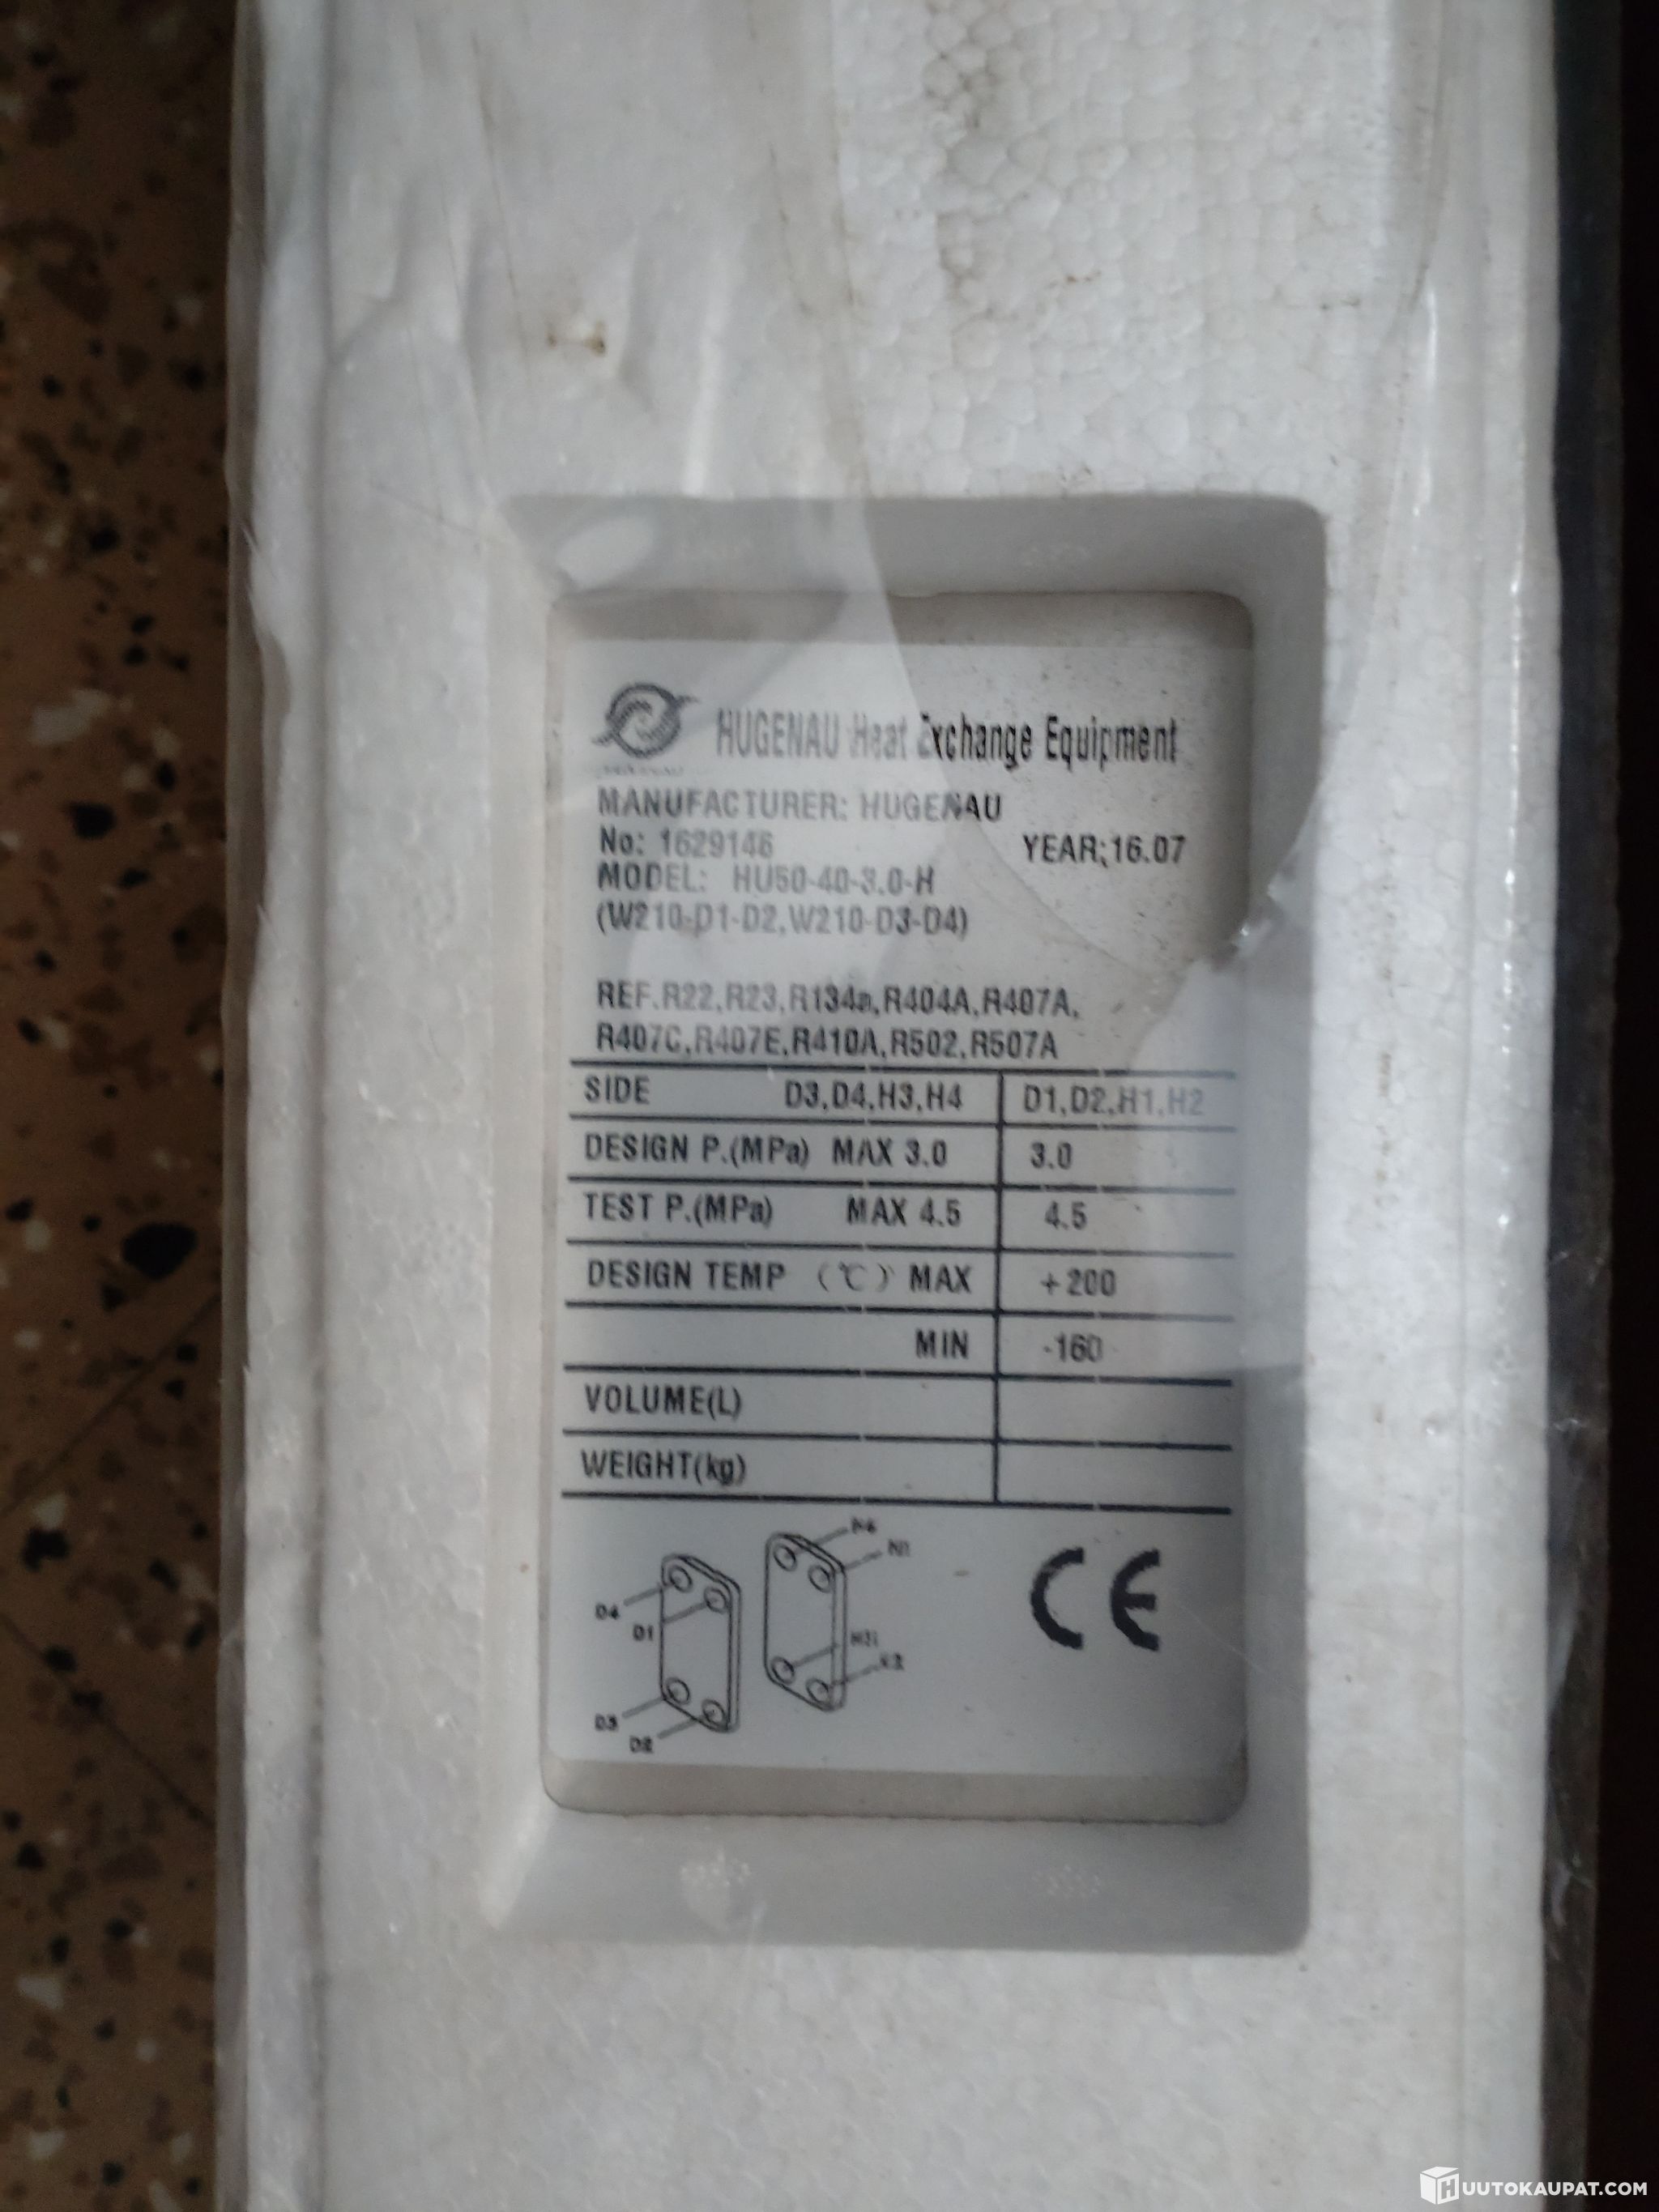 HUGENAU Heat Exchange Equipment
MANUFACTURER: HUGENAU
No: 1629146 YEAR;16.07
MODEL: HU50-40-3.0-H
(W210-D1-D2,W210-D3-D4)
REF.R22,R23,R134a,R404A,R407A,
R407C,R407E,R410A,R502,R507A
SIDE D3,D4,H3,H4 D1,D2,H1,H2
DESIGN P.(MPa) MAX 3.0 3.0
TEST P.(MPa) MAX 4.5 4.5
DESIGN TEMP (℃) MAX +200
MIN -160
VOLUME(L)
WEIGHT(kg)
D4
D1
D3
D2
CE
HUUTOKAUPAT.COM